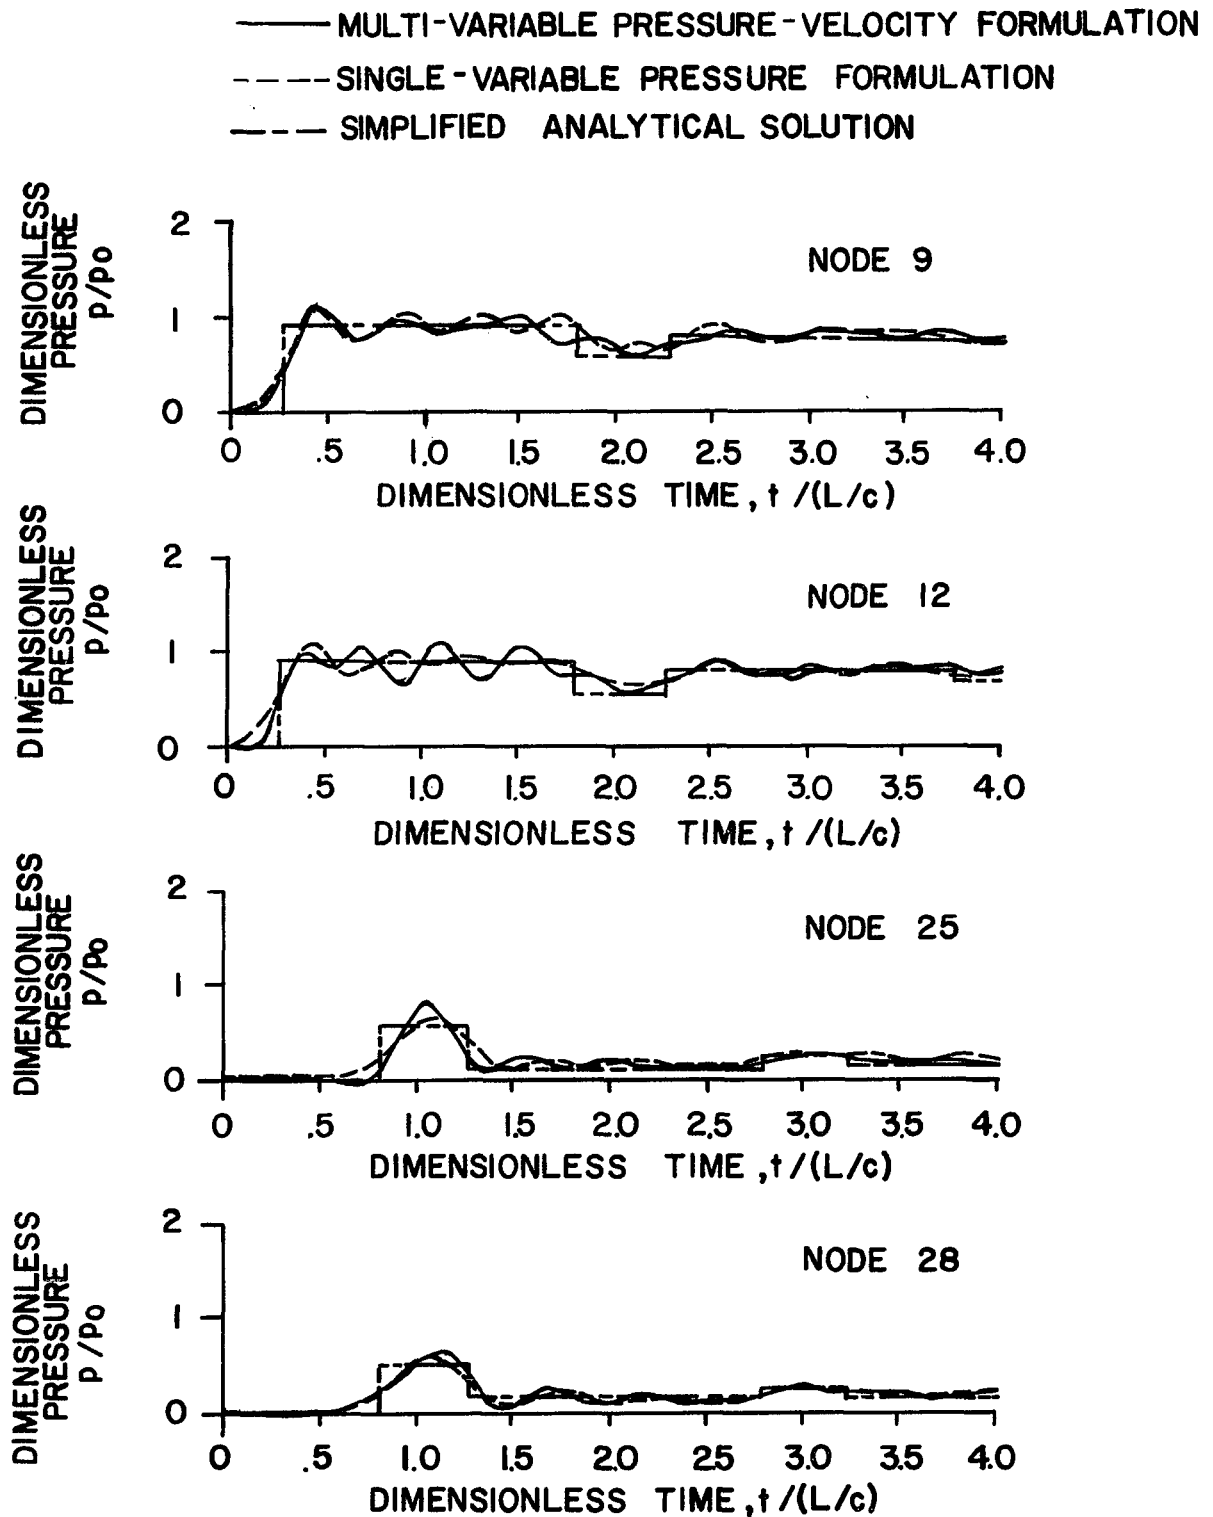 MULTI-VARIABLE PRESSURE-VELOCITY FORMULATION
SINGLE-VARIABLE PRESSURE FORMULATION
SIMPLIFIED ANALYTICAL SOLUTION
DIMENSIONLESS
PRESSURE
p/po
2
1
0
NODE 9
0 .5 1.0 1.5 2.0 2.5 3.0 3.5 4.0
DIMENSIONLESS TIME, t/(L/c)
DIMENSIONLESS
PRESSURE
p/po
2
1
0
NODE 12
0 .5 1.0 1.5 2.0 2.5 3.0 3.5 4.0
DIMENSIONLESS TIME, t/(L/c)
DIMENSIONLESS
PRESSURE
p/po
2
1
0
NODE 25
0 .5 1.0 1.5 2.0 2.5 3.0 3.5 4.0
DIMENSIONLESS TIME, t/(L/c)
DIMENSIONLESS
PRESSURE
p/po
2
1
0
NODE 28
0 .5 1.0 1.5 2.0 2.5 3.0 3.5 4.0
DIMENSIONLESS TIME, t/(L/c)